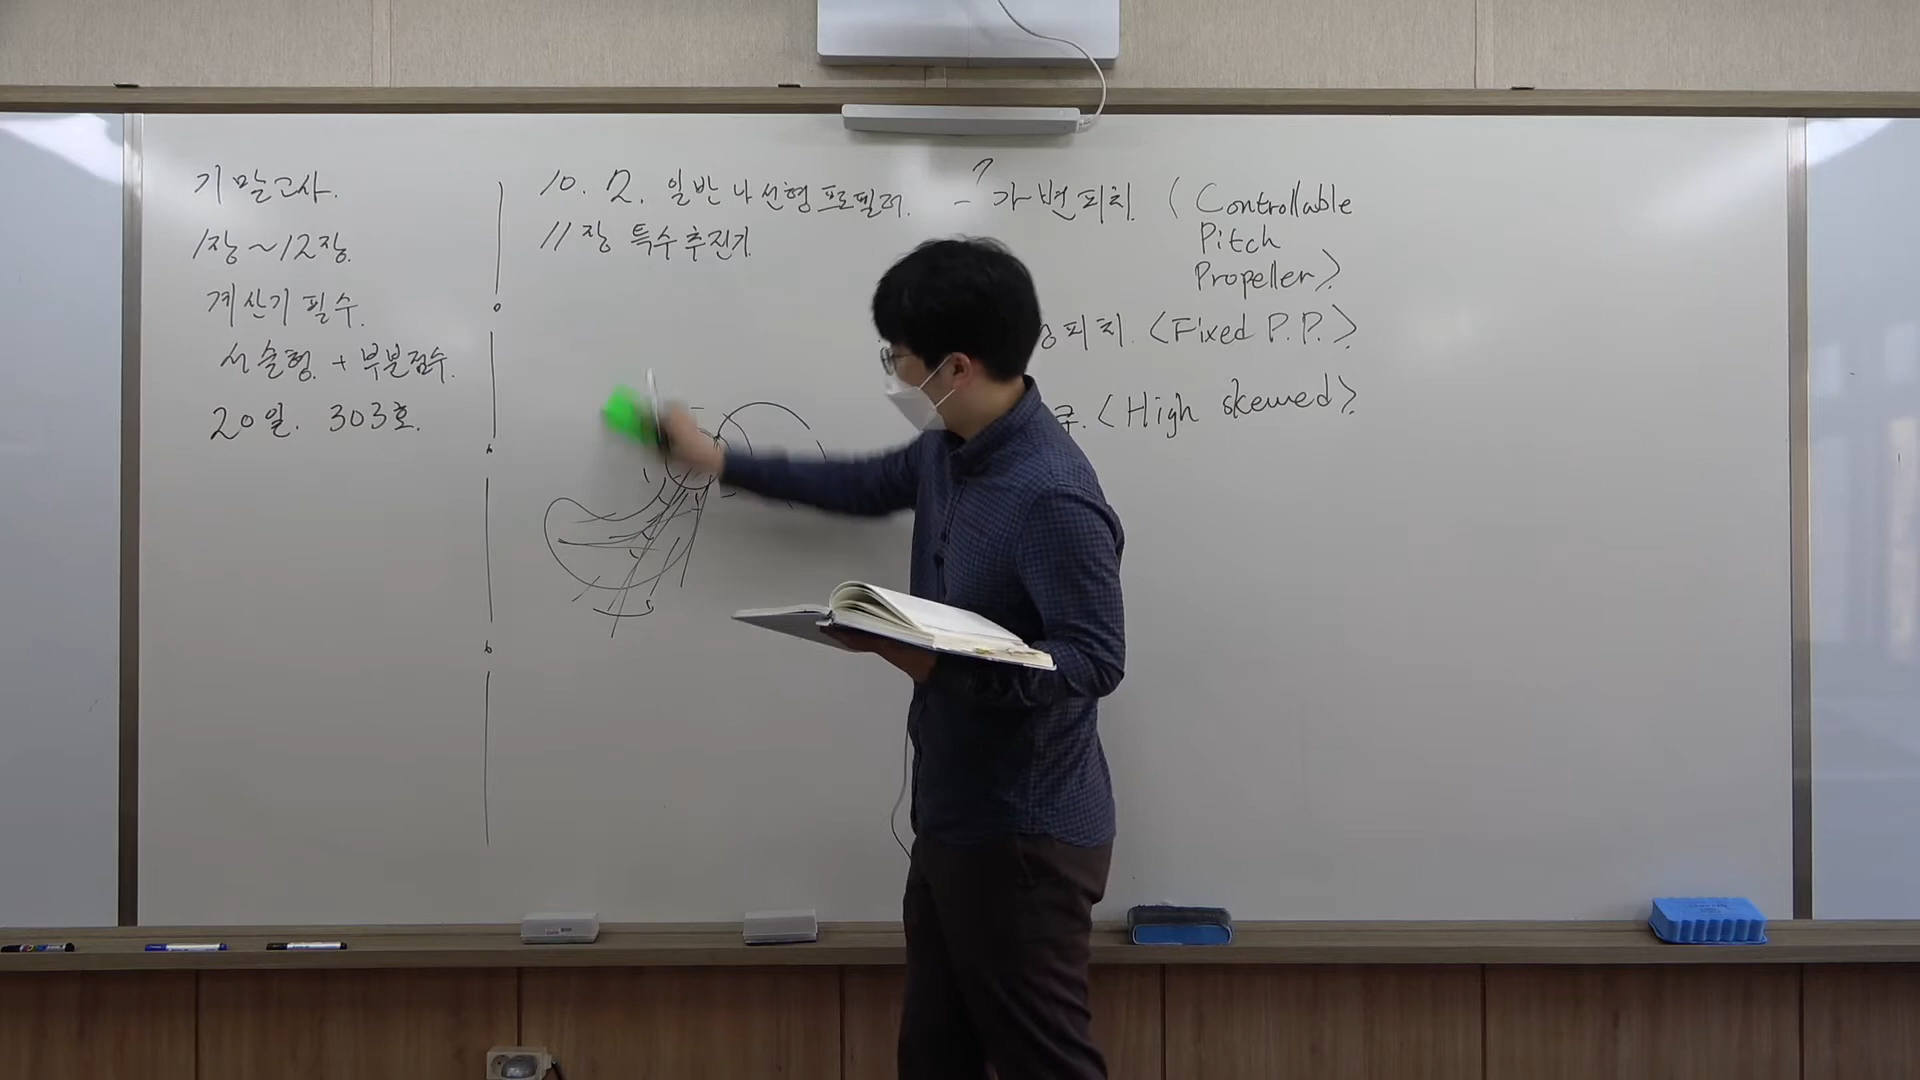 기말고사.
1장~12장.
계산기 필수.
서술형 + 부분점수.
20일. 303호.
10. 2. 일반 나선형 프로펠러. - 가변피치 (Controllable
Pitch
Propeller).
11장 특수추진기.
피치. (Fixed P.P.).
(High skewed).